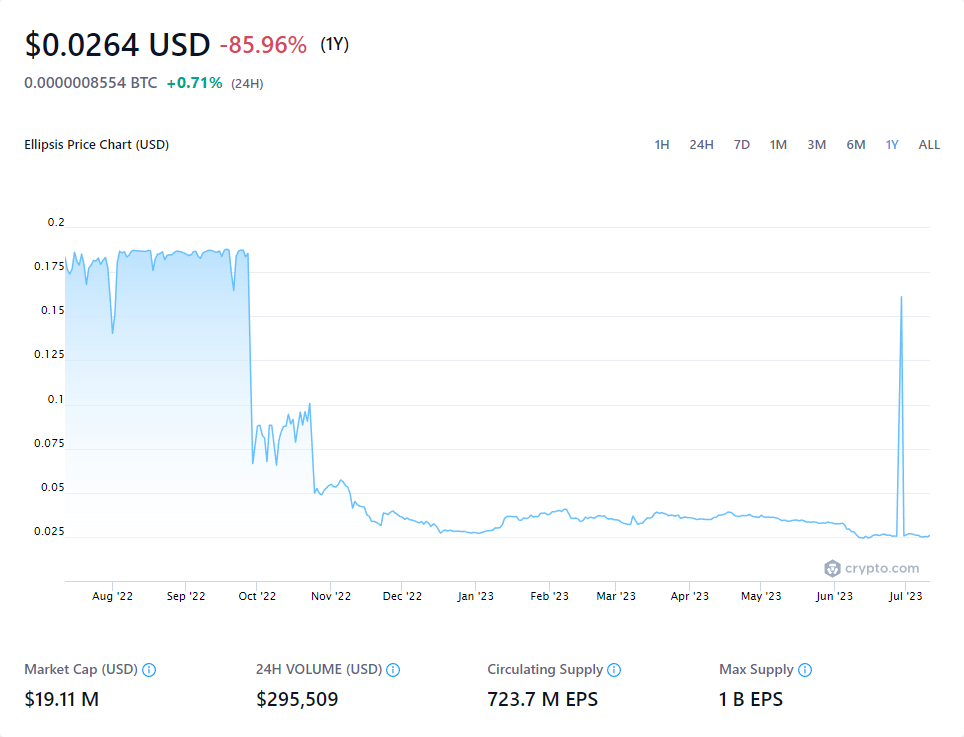 $0.0264 USD -85.96% (1Y)
0.0000008554 BTC +0.71% (24H)
Ellipsis Price Chart (USD) 1H 24H 7D 1M 3M 6M 1Y ALL
0.2
0.175
0.15
0.125
0.1
0.075
0.05
0.025
crypto.com
Aug '22 Sep '22 Oct '22 Nov '22 Dec '22 Jan '23 Feb '23 Mar '23 Apr '23 May '23 Jun '23 Jul '23
Market Cap (USD) 24H VOLUME (USD) Circulating Supply Max Supply
$19.11 M $295,509 723.7 M EPS 1 B EPS